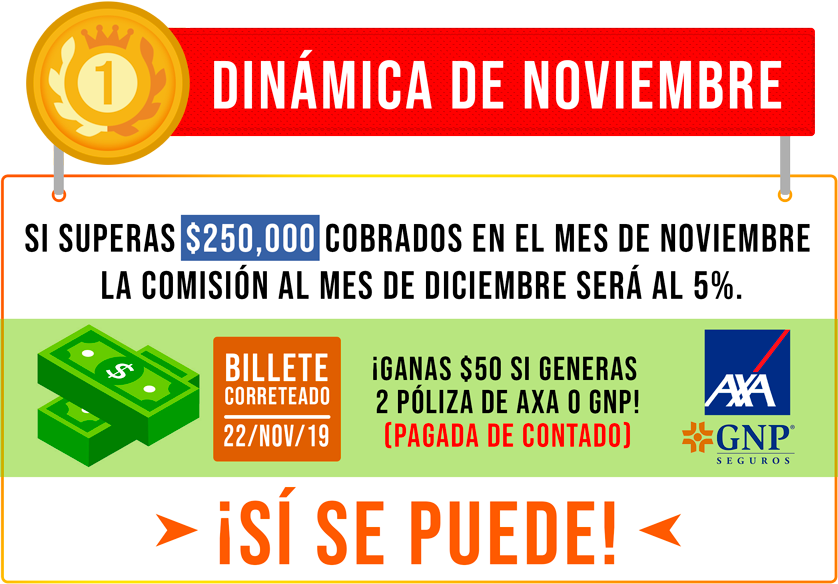 1
DINÁMICA DE NOVIEMBRE
SI SUPERAS $250,000 COBRADOS EN EL MES DE NOVIEMBRE
LA COMISIÓN AL MES DE DICIEMBRE SERÁ AL 5%.
$
BILLETE
CORRETEADO
22/NOV/19
¡GANAS $50 SI GENERAS
2 PÓLIZA DE AXA O GNP!
(PAGADA DE CONTADO)
AXA
GNP®
SEGUROS
¡SÍ SE PUEDE!